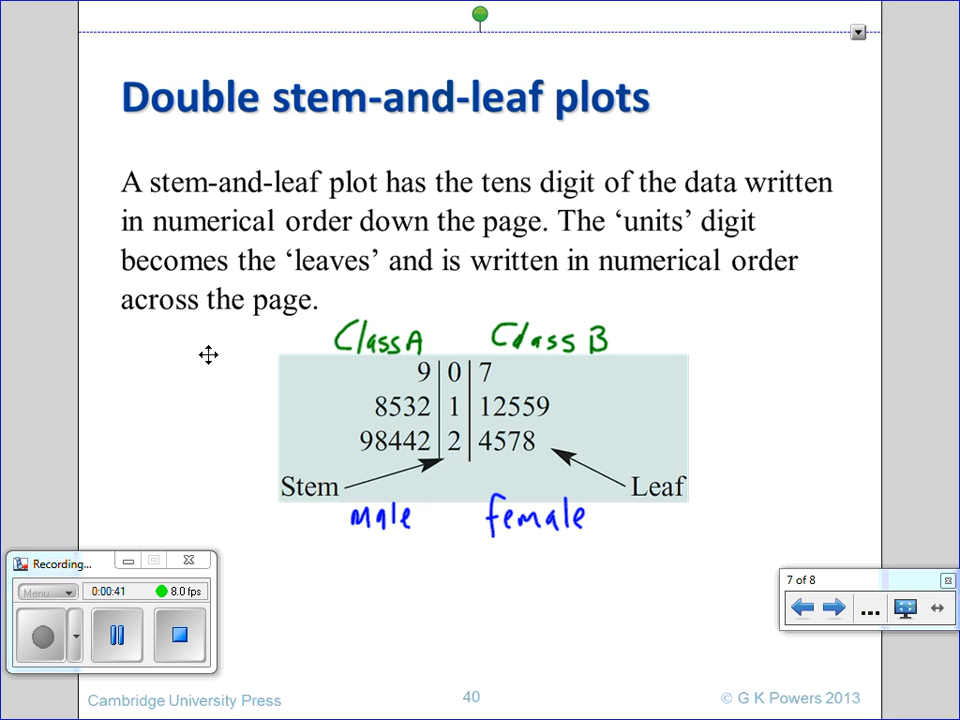 Double stem-and-leaf plots
A stem-and-leaf plot has the tens digit of the data written
in numerical order down the page. The ‘units’ digit
becomes the ‘leaves’ and is written in numerical order
across the page.
Class A Class B
9 0 7
8532 1 12559
98442 2 4578
Stem Leaf
male female
Recording...
Menu 0:00:41 8.0 fps
7 of 8
...
Cambridge University Press 40 © G K Powers 2013